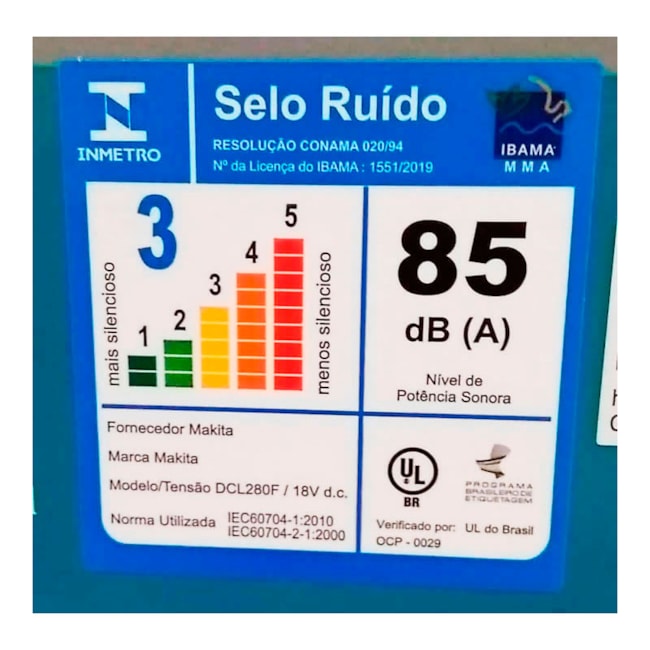 INMETRO
Selo Ruído
RESOLUÇÃO CONAMA 020/94
Nº da Licença do IBAMA : 1551/2019
IBAMA
MMA
3
mais silencioso
1
2
3
4
5
menos silencioso
85
dB (A)
Nível de
Potência Sonora
Fornecedor Makita
Marca Makita
Modelo/Tensão DCL280F / 18V d.c.
Norma Utilizada IEC60704-1:2010
IEC60704-2-1:2000
UL
BR
PROGRAMA
BRASILEIRO DE
ETIQUETAGEM
Verificado por: UL do Brasil
OCP - 0029